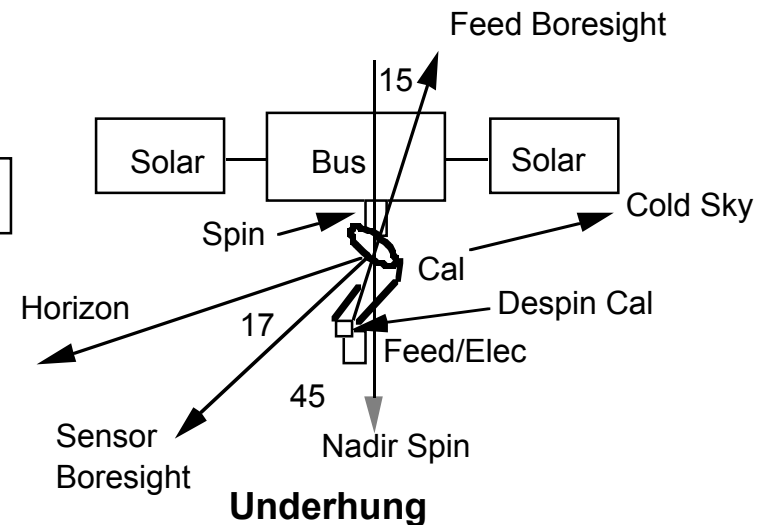 Feed Boresight
15
Solar
Bus
Solar
Cold Sky
Spin
Cal
Horizon
Despin Cal
17
Feed/Elec
45
Sensor
Boresight
Nadir Spin
Underhung